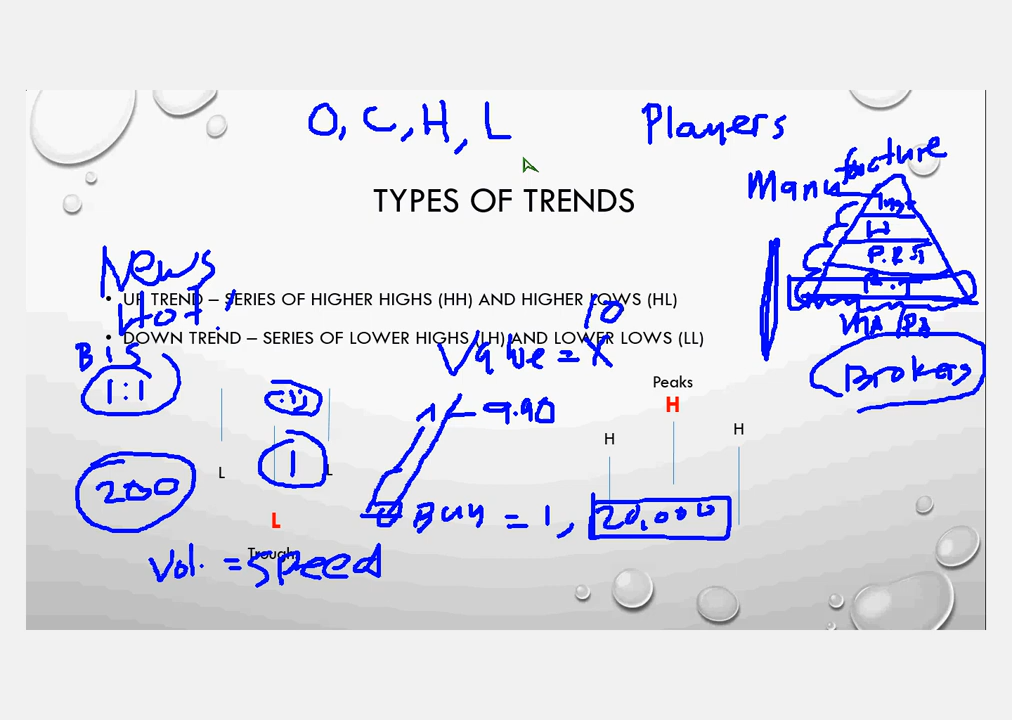 O, C, H, L
Players
Manufacture
TYPES OF TRENDS
W
P.R.S
News
• UP TREND – SERIES OF HIGHER HIGHS (HH) AND HIGHER LOWS (HL)
Hot!
10
• DOWN TREND – SERIES OF LOWER HIGHS (LH) AND LOWER LOWS (LL)
Value = X
BiS
1:1
Brokers
Peaks
H
9.90
H
H
1
L
L
200
Buy = 1, 20,000
L
Trough
Vol. = Speed